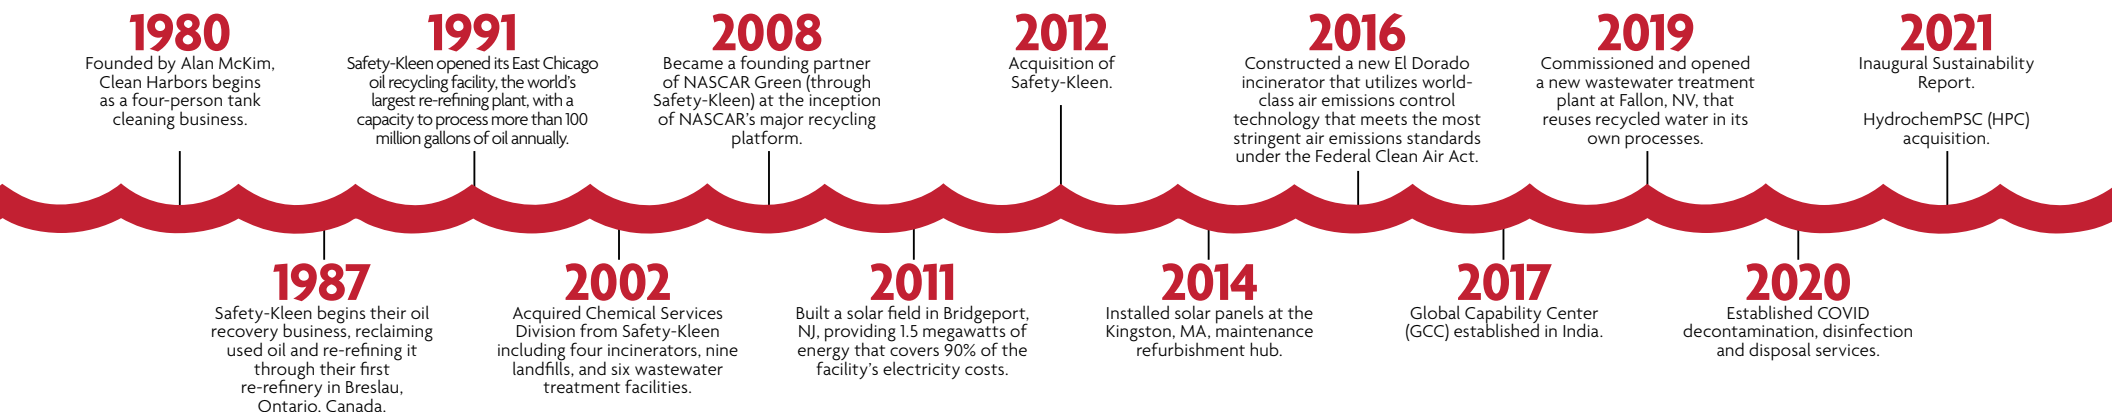 1980
Founded by Alan McKim,
Clean Harbors begins
as a four-person tank
cleaning business.
1991
Safety-Kleen opened its East Chicago
oil recycling facility, the world's
largest re-refining plant, with a
capacity to process more than 100
million gallons of oil annually.
2008
Became a founding partner
of NASCAR Green (through
Safety-Kleen) at the inception
of NASCAR's major recycling
platform.
2012
Acquisition of
Safety-Kleen.
2016
Constructed a new El Dorado
incinerator that utilizes world-
class air emissions control
technology that meets the most
stringent air emissions standards
under the Federal Clean Air Act.
2019
Commissioned and opened
a new wastewater treatment
plant at Fallon, NV, that
reuses recycled water in its
own processes.
2021
Inaugural Sustainability
Report.
HydrochemPSC (HPC)
acquisition.
1987
Safety-Kleen begins their oil
recovery business, reclaiming
used oil and re-refining it
through their first
re-refinery in Breslau,
Ontario, Canada.
2002
Acquired Chemical Services
Division from Safety-Kleen
including four incinerators, nine
landfills, and six wastewater
treatment facilities.
2011
Built a solar field in Bridgeport,
NJ, providing 1.5 megawatts of
energy that covers 90% of the
facility's electricity costs.
2014
Installed solar panels at the
Kingston, MA, maintenance
refurbishment hub.
2017
Global Capability Center
(GCC) established in India.
2020
Established COVID
decontamination, disinfection
and disposal services.